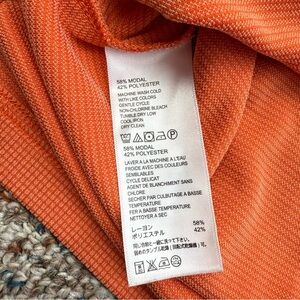 58% MODAL
42% POLYESTER
MACHINE WASH COLD
WITH LIKE COLORS
GENTLE CYCLE
NON-CHLORINE BLEACH
TUMBLE DRY LOW
COOL IRON
DRY CLEAN
58% MODAL
42% POLYESTER
LAVER A LA MACHINE A L'EAU
FROIDE AVEC DES COULEURS
SEMBLABLES
CYCLE DELICAT
AGENT DE BLANCHIMENT SANS
CHLORE
SECHER PAR CULBUTAGE A BASSE
TEMPERATURE
FER A BASSE TEMPERATURE
NETTOYER A SEC
レーヨン 58%
ポリエステル 42%